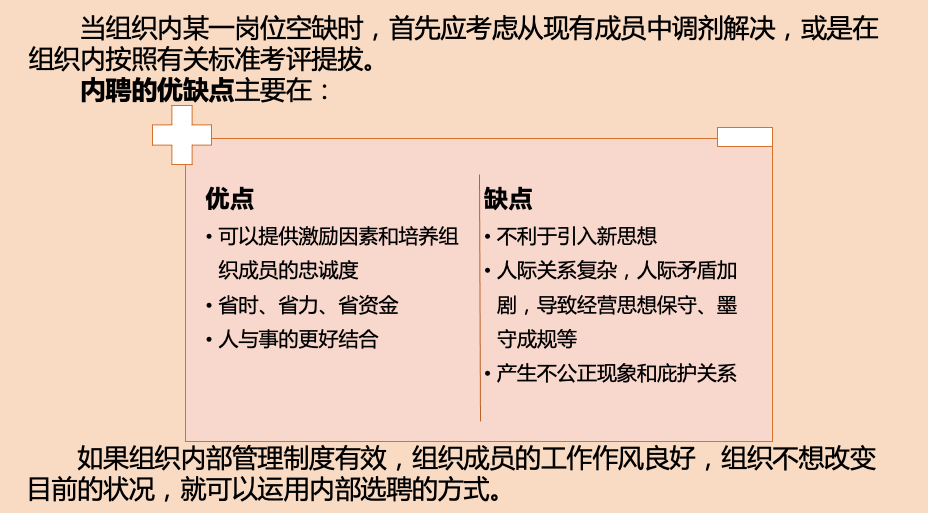 当组织内某一岗位空缺时，首先应考虑从现有成员中调剂解决，或是在
组织内按照有关标准考评提拔。
内聘的优缺点主要在：
优点
• 可以提供激励因素和培养组
织成员的忠诚度
• 省时、省力、省资金
• 人与事的更好结合
缺点
• 不利于引入新思想
• 人际关系复杂，人际矛盾加
剧，导致经营思想保守、墨
守成规等
• 产生不公正现象和庇护关系
如果组织内部管理制度有效，组织成员的工作作风良好，组织不想改变
目前的状况，就可以运用内部选聘的方式。